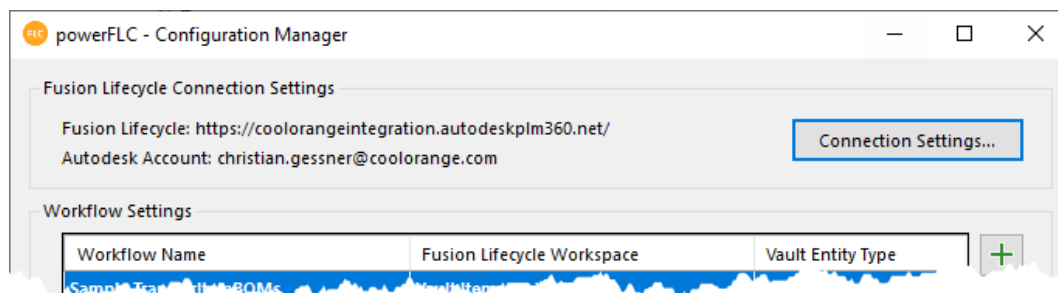 FLC powerFLC - Configuration Manager
Fusion Lifecycle Connection Settings
Fusion Lifecycle: https://coolorangeintegration.autodeskplm360.net/
Autodesk Account: christian.gessner@coolorange.com
Connection Settings...
Workflow Settings
Workflow Name Fusion Lifecycle Workspace Vault Entity Type